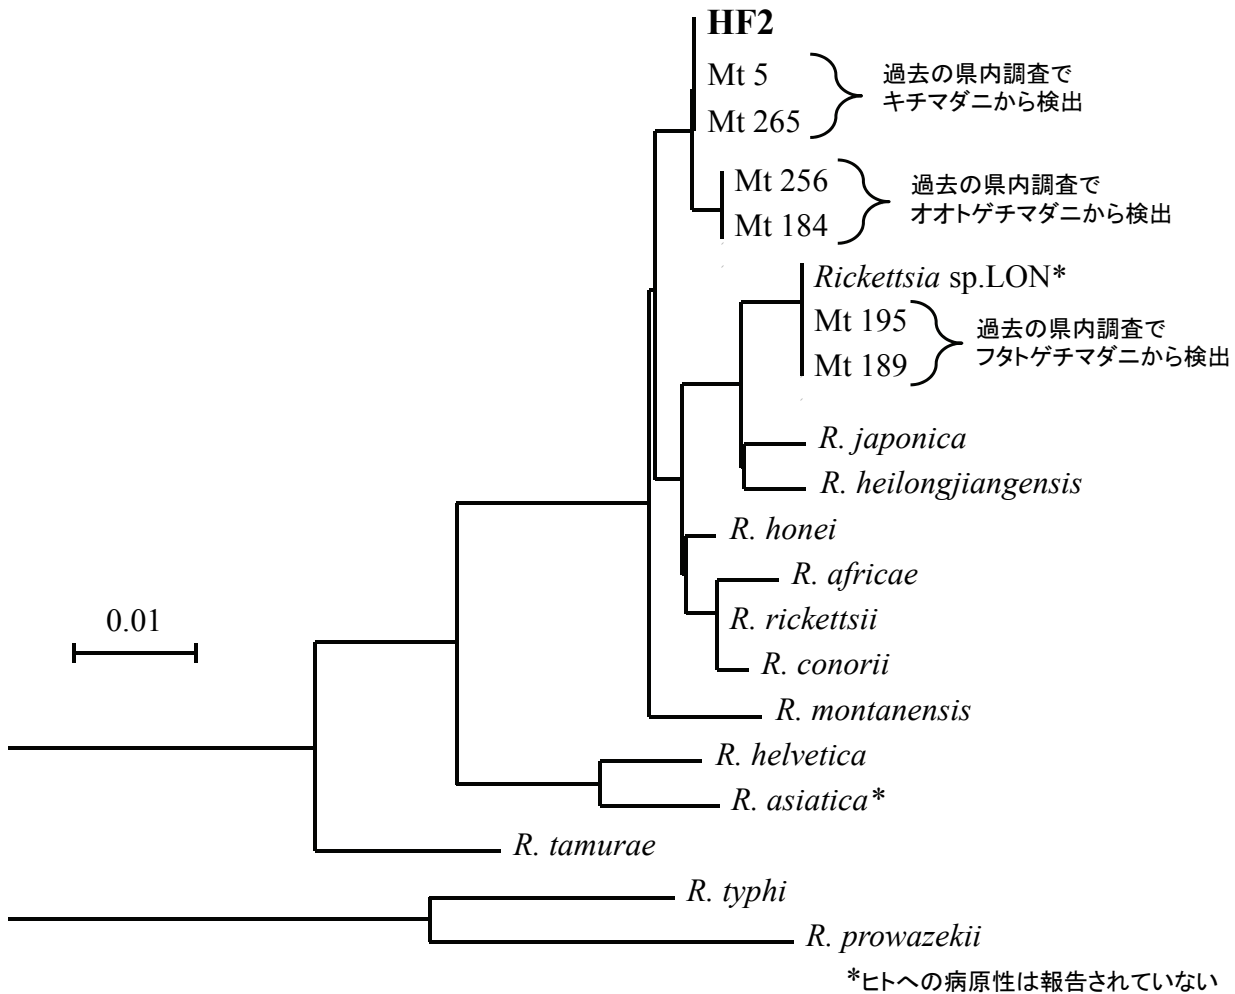 HF2
Mt 5
Mt 265
過去の県内調査で
キチマダニから検出
Mt 256
Mt 184
過去の県内調査で
オオトゲチマダニから検出
Rickettsia sp.LON*
Mt 195
Mt 189
過去の県内調査で
フタトゲチマダニから検出
R. japonica
R. heilongjiangensis
R. honei
R. africae
R. rickettsii
R. conorii
R. montanensis
R. helvetica
R. asiatica*
R. tamurae
R. typhi
R. prowazekii
0.01
*ヒトへの病原性は報告されていない